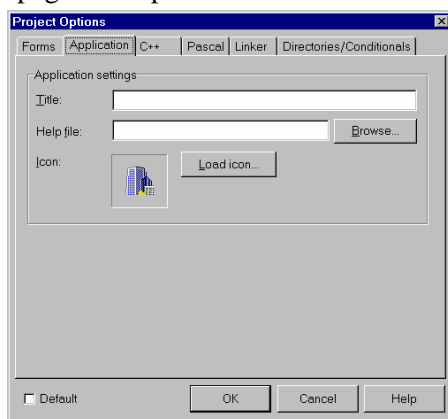 Project Options
Forms Application C++ Pascal Linker Directories/Conditionals
Application settings
Title:
Help file: Browse...
Icon: Load icon...
Default OK Cancel Help